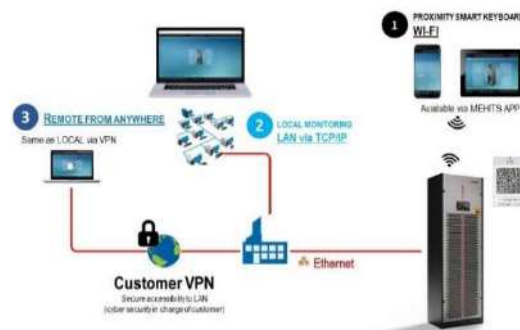 1 PROXIMITY SMART KEYBOARD
WI-FI
Available via MEHITS APP
3 REMOTE FROM ANYWHERE
Same as LOCAL via VPN
2 LOCAL MONITORING
LAN via TCP/IP
Ethernet
Customer VPN
Secure accessibility to LAN
(cyber security in charge of customer)